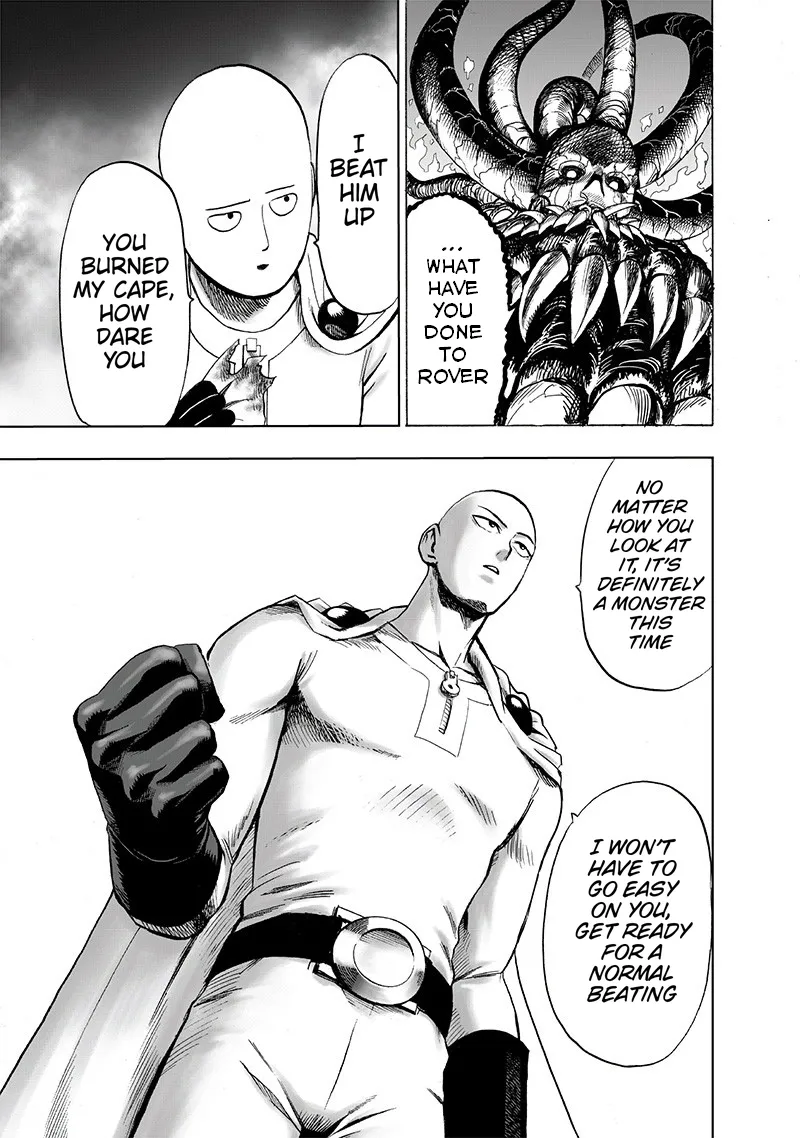 ...
WHAT
HAVE
YOU
DONE
TO
ROVER
I
BEAT
HIM
UP
YOU
BURNED
MY CAPE,
HOW
DARE
YOU
NO
MATTER
HOW YOU
LOOK AT
IT, IT'S
DEFINITELY
A MONSTER
THIS
TIME
I WON'T
HAVE TO
GO EASY
ON YOU,
GET READY
FOR A
NORMAL
BEATING